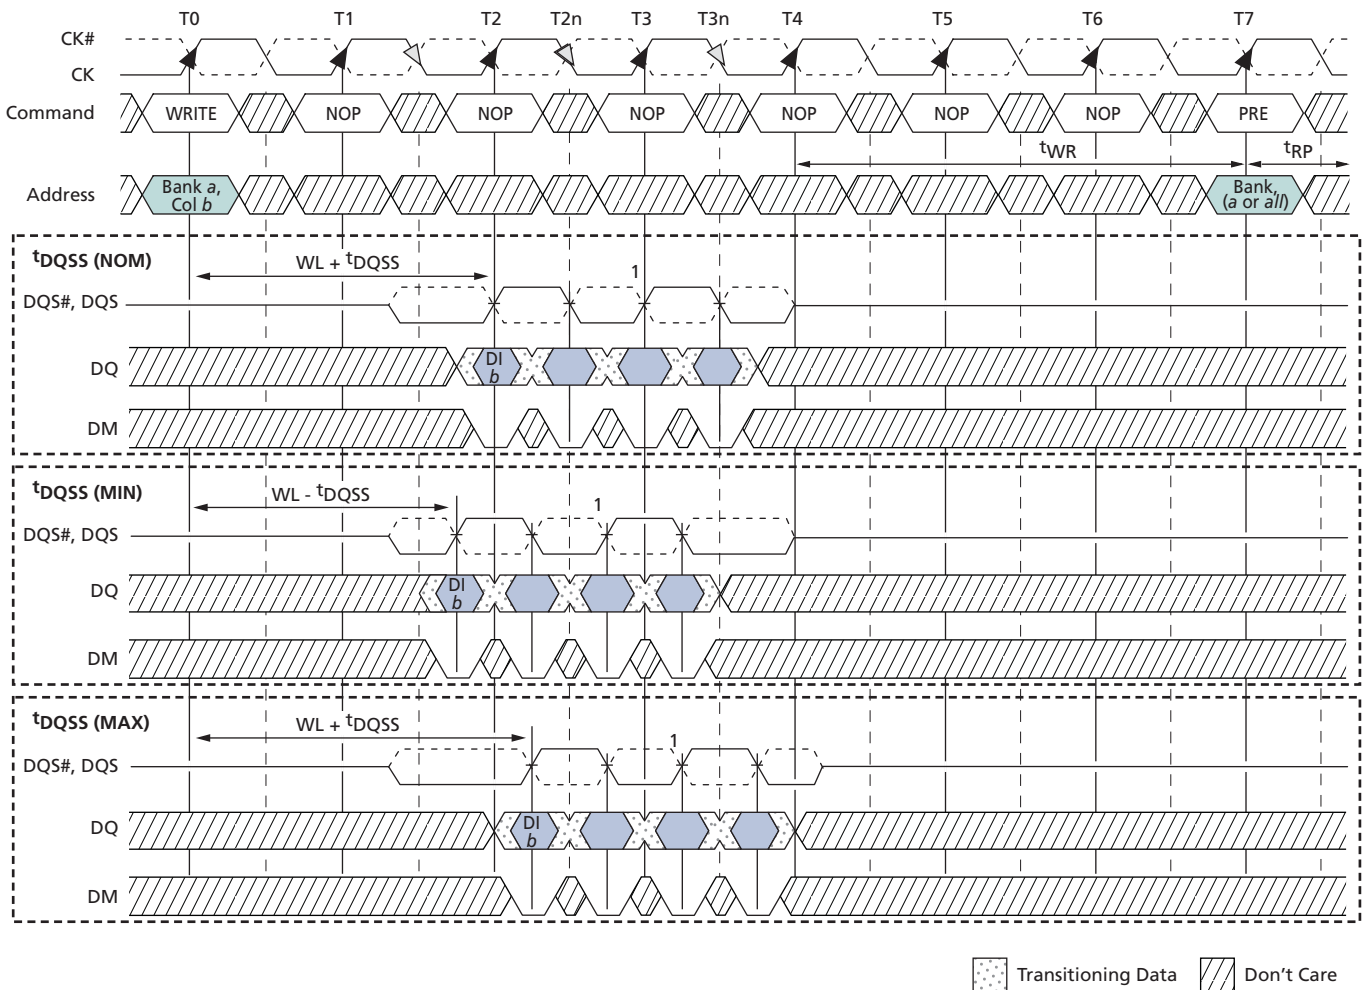 T0 T1 T2 T2n T3 T3n T4 T5 T6 T7
CK#
CK
Command WRITE NOP NOP NOP NOP NOP NOP PRE
tWR tRP
Address Bank a, Col b Bank, (a or all)
tDQSS (NOM)
WL + tDQSS 1
DQS#, DQS
DQ DI b
DM
tDQSS (MIN)
WL - tDQSS 1
DQS#, DQS
DQ DI b
DM
tDQSS (MAX)
WL + tDQSS 1
DQS#, DQS
DQ DI b
DM
Transitioning Data Don't Care